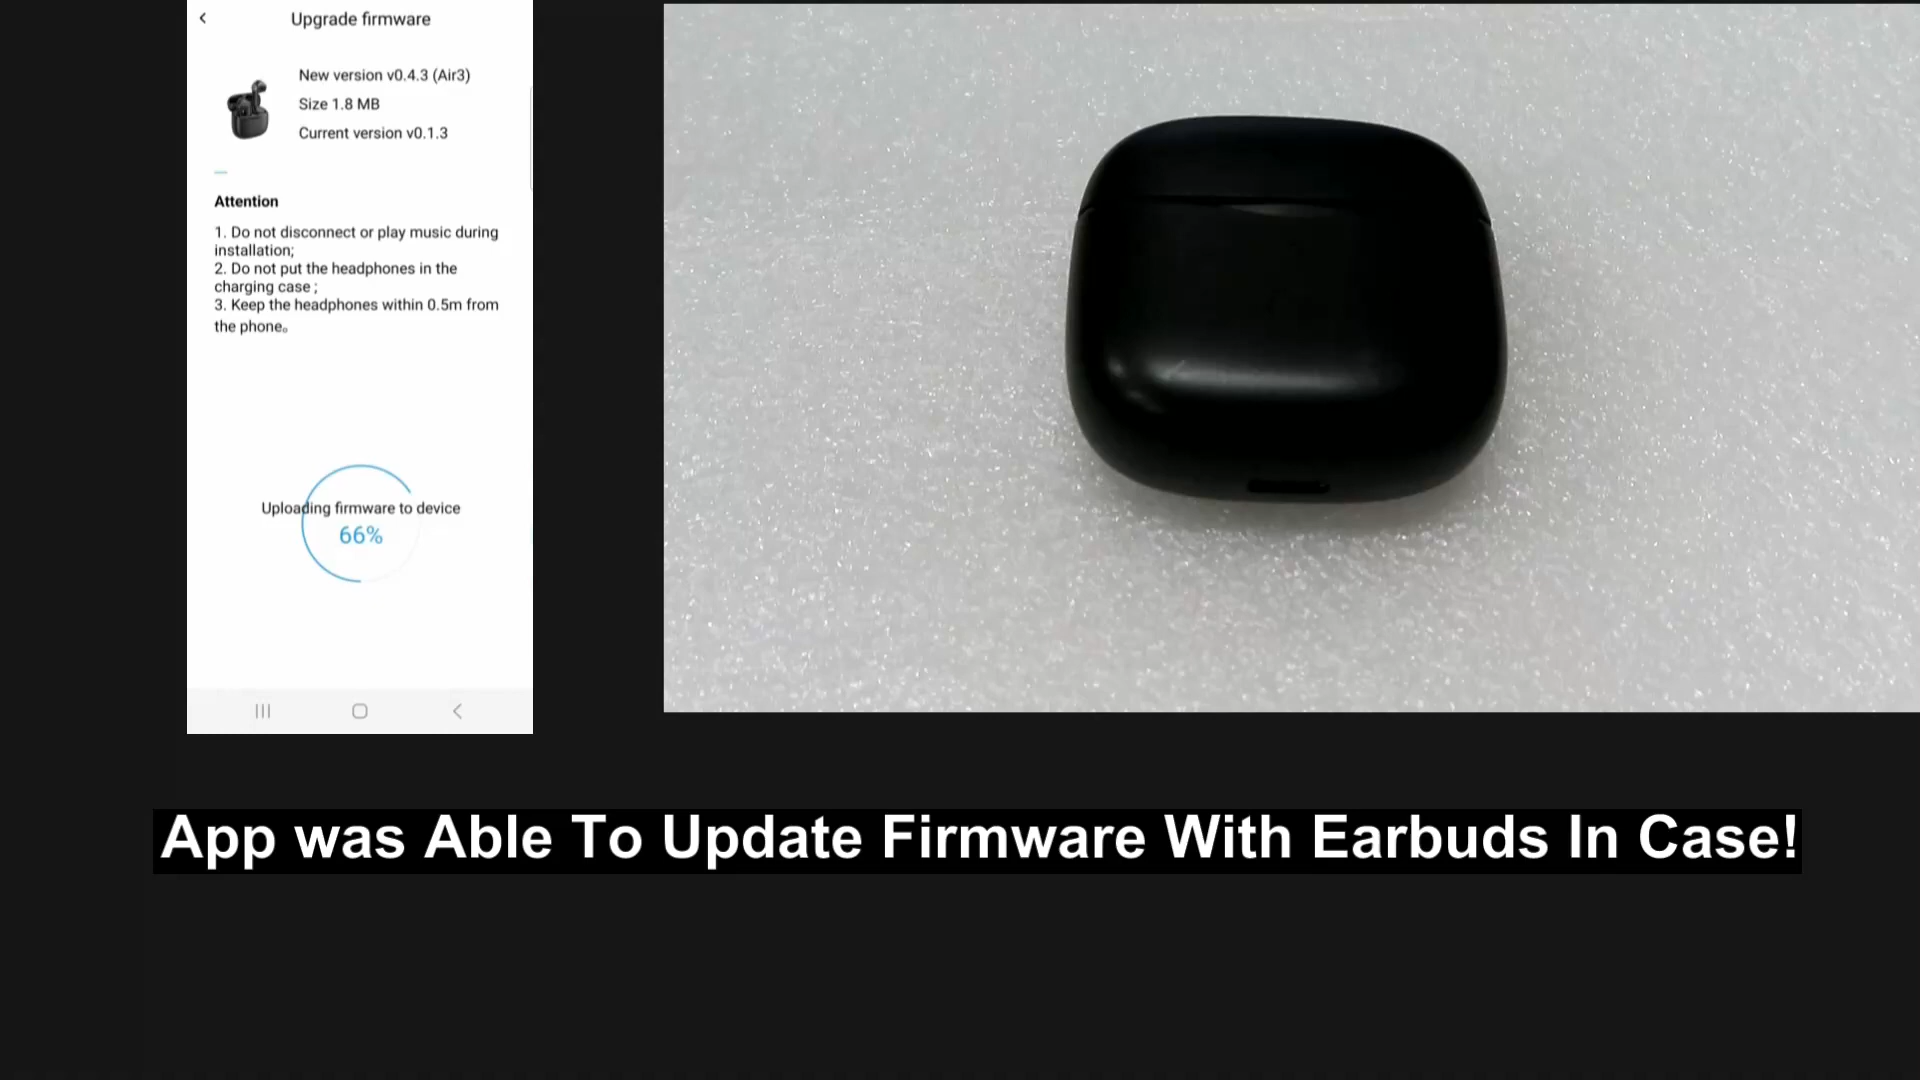 Upgrade firmware
New version v0.4.3 (Air3)
Size 1.8 MB
Current version v0.1.3
Attention
1. Do not disconnect or play music during
installation;
2. Do not put the headphones in the
charging case ;
3. Keep the headphones within 0.5m from
the phone。
Uploading firmware to device
66%
App was Able To Update Firmware With Earbuds In Case!